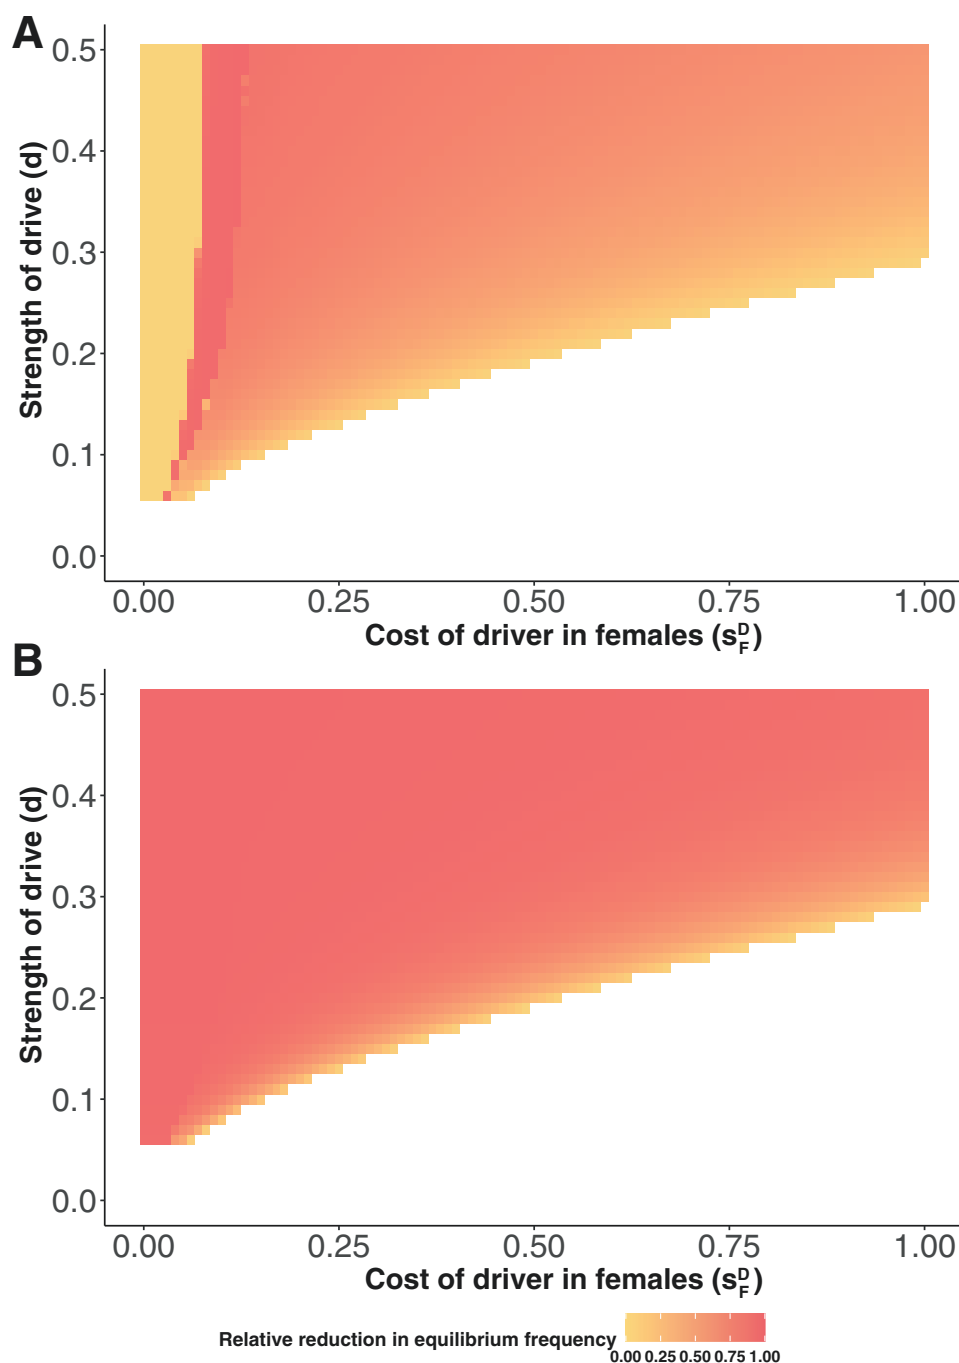 A
Strength of drive (d)
0.5
0.4
0.3
0.2
0.1
0.0
0.00 0.25 0.50 0.75 1.00
Cost of driver in females (s_F^D)
B
Strength of drive (d)
0.5
0.4
0.3
0.2
0.1
0.0
0.00 0.25 0.50 0.75 1.00
Cost of driver in females (s_F^D)
Relative reduction in equilibrium frequency
0.00 0.25 0.50 0.75 1.00